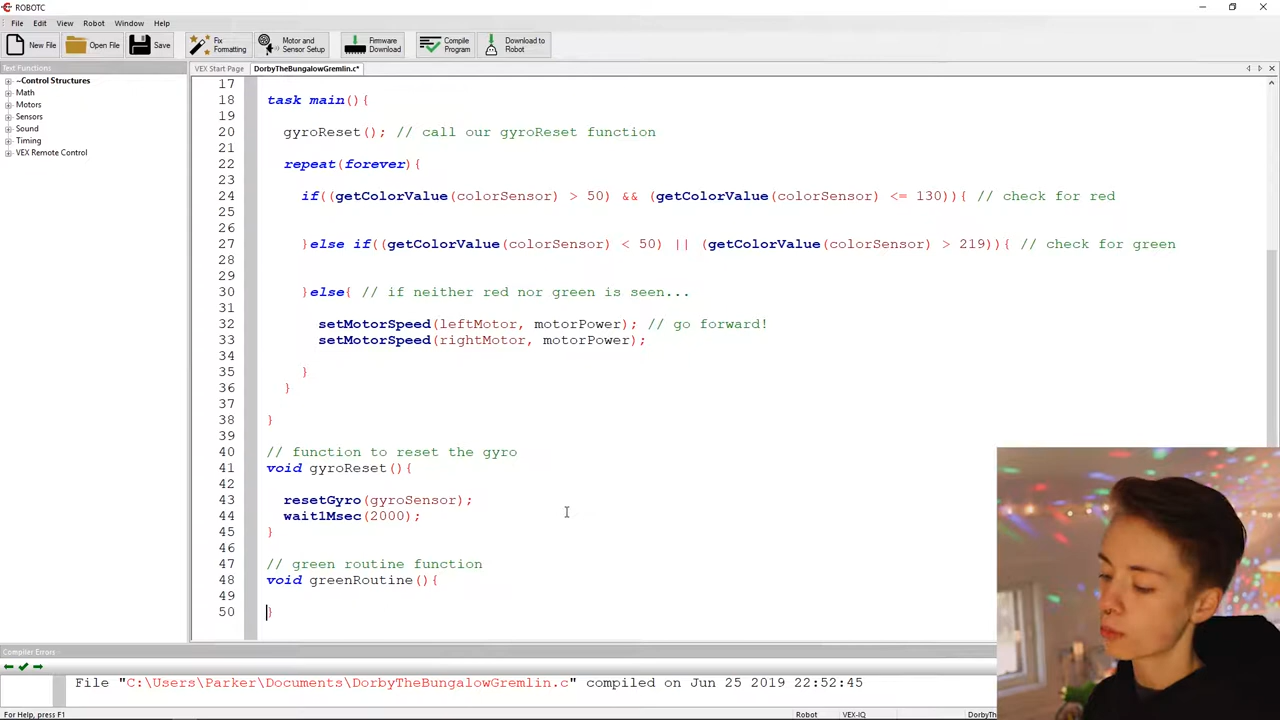 ROBOTC
File Edit View Robot Window Help
New File Open File Save Fix Formatting Motor and Sensor Setup Firmware Download Compile Program Download to Robot
Text Functions
~Control Structures
Math
Motors
Sensors
Sound
Timing
VEX Remote Control
VEX Start Page DorbyTheBungalowGremlin.c*
17
18 task main(){
19
20 gyroReset(); // call our gyroReset function
21
22 repeat(forever){
23
24 if((getColorValue(colorSensor) > 50) && (getColorValue(colorSensor) <= 130)){ // check for red
25
26
27 }else if((getColorValue(colorSensor) < 50) || (getColorValue(colorSensor) > 219)){ // check for green
28
29
30 }else{ // if neither red nor green is seen...
31
32 setMotorSpeed(leftMotor, motorPower); // go forward!
33 setMotorSpeed(rightMotor, motorPower);
34
35 }
36 }
37
38 }
39
40 // function to reset the gyro
41 void gyroReset(){
42
43 resetGyro(gyroSensor);
44 wait1Msec(2000);
45 }
46
47 // green routine function
48 void greenRoutine(){
49
50 }
Compiler Errors
File "C:\Users\Parker\Documents\DorbyTheBungalowGremlin.c" compiled on Jun 25 2019 22:52:45
For Help, press F1 Robot VEX-IQ DorbyTh